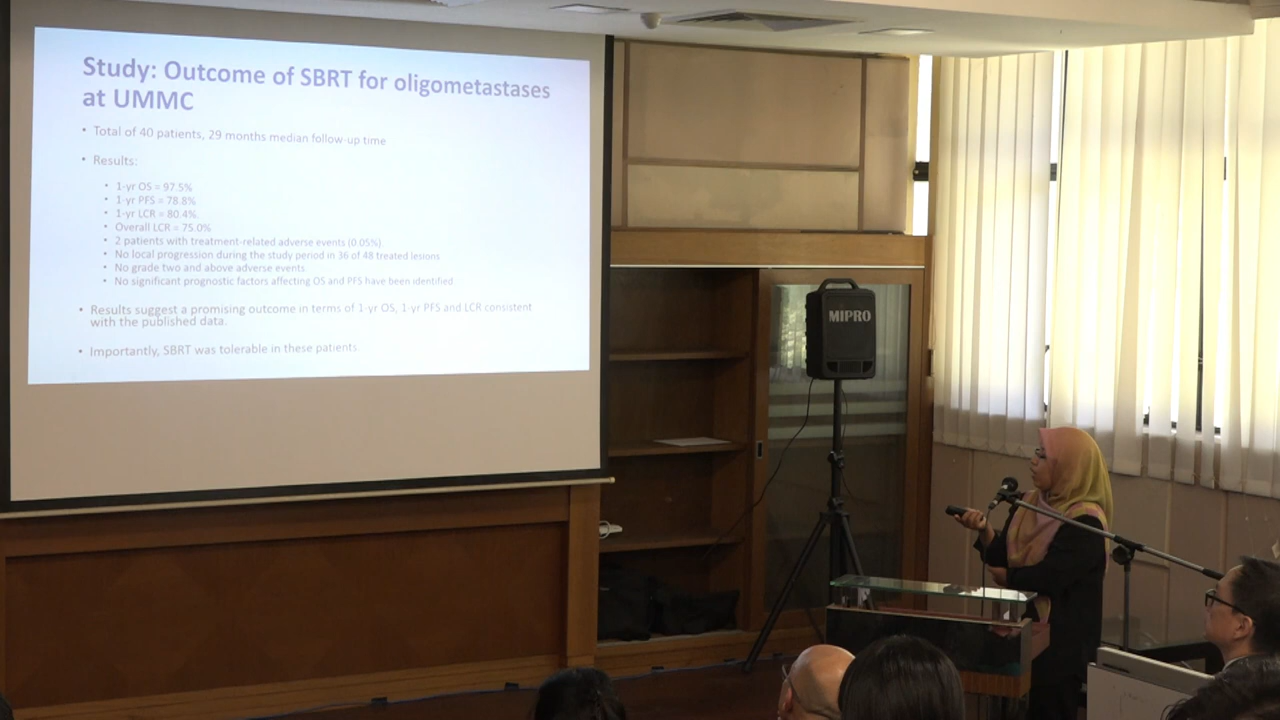 Study: Outcome of SBRT for oligometastases
at UMMC
• Total of 40 patients, 29 months median follow-up time
• Results:
• 1-yr OS = 97.5%
• 1-yr PFS = 78.8%
• 1-yr LCR = 80.4%
• Overall LCR = 75.0%
• 2 patients with treatment-related adverse events (0.05%)
• No local progression during the study period in 36 of 48 treated lesions
• No grade two and above adverse events
• No significant prognostic factors affecting OS and PFS have been identified
• Results suggest a promising outcome in terms of 1-yr OS, 1-yr PFS and LCR consistent
with the published data.
• Importantly, SBRT was tolerable in these patients
MIPRO